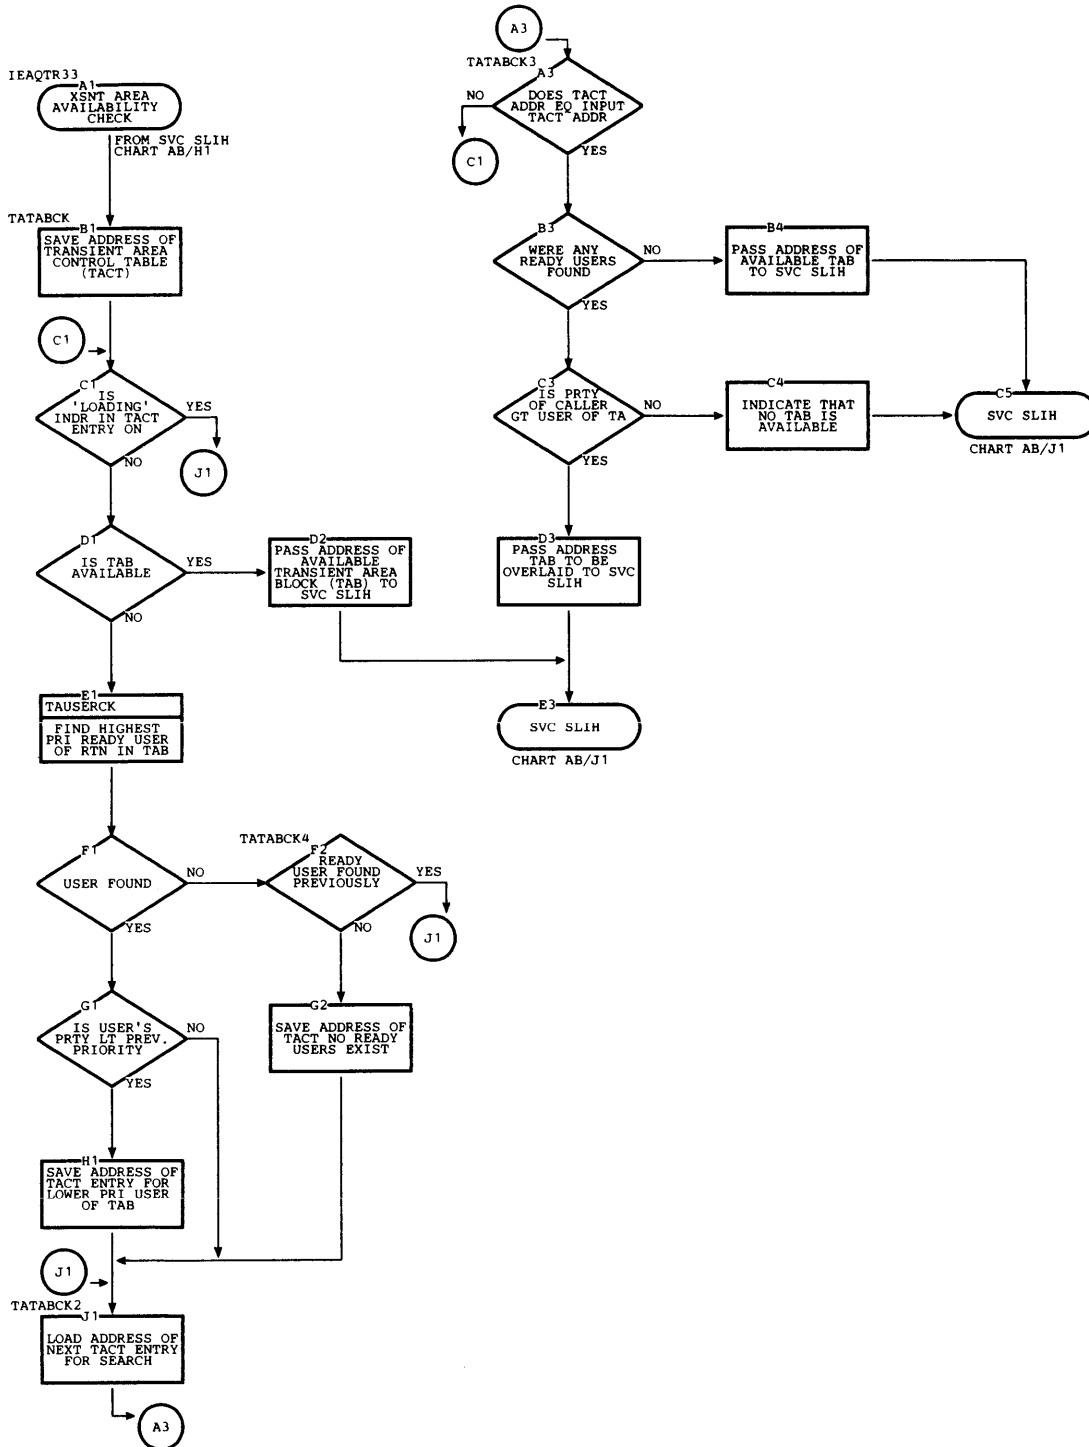 IEAQTR33
A1
XSNT AREA
AVAILABILITY
CHECK
FROM SVC SLIH
CHART AB/H1
TATABCK
B1
SAVE ADDRESS OF
TRANSIENT AREA
CONTROL TABLE
(TACT)
C1
C1
IS
'LOADING'
INDR IN TACT
ENTRY ON
YES
J1
NO
D1
IS TAB
AVAILABLE
YES
NO
D2
PASS ADDRESS OF
AVAILABLE
TRANSIENT AREA
BLOCK (TAB) TO
SVC SLIH
E1
TAUSERCK
FIND HIGHEST
PRI READY USER
OF RTN IN TAB
F1
USER FOUND
NO
YES
TATABCK4
F2
READY
USER FOUND
PREVIOUSLY
YES
J1
NO
G1
IS USER'S
PRTY LT PREV.
PRIORITY
NO
YES
G2
SAVE ADDRESS OF
TACT NO READY
USERS EXIST
H1
SAVE ADDRESS OF
TACT ENTRY FOR
LOWER PRI USER
OF TAB
J1
TATABCK2
J1
LOAD ADDRESS OF
NEXT TACT ENTRY
FOR SEARCH
A3
A3
TATABCK3
A3
DOES TACT
ADDR EQ INPUT
TACT ADDR
NO
C1
YES
B3
WERE ANY
READY USERS
FOUND
NO
YES
B4
PASS ADDRESS OF
AVAILABLE TAB
TO SVC SLIH
C3
IS PRTY
OF CALLER
GT USER OF TA
NO
YES
C4
INDICATE THAT
NO TAB IS
AVAILABLE
C5
SVC SLIH
CHART AB/J1
D3
PASS ADDRESS
TAB TO BE
OVERLAID TO SVC
SLIH
E3
SVC SLIH
CHART AB/J1